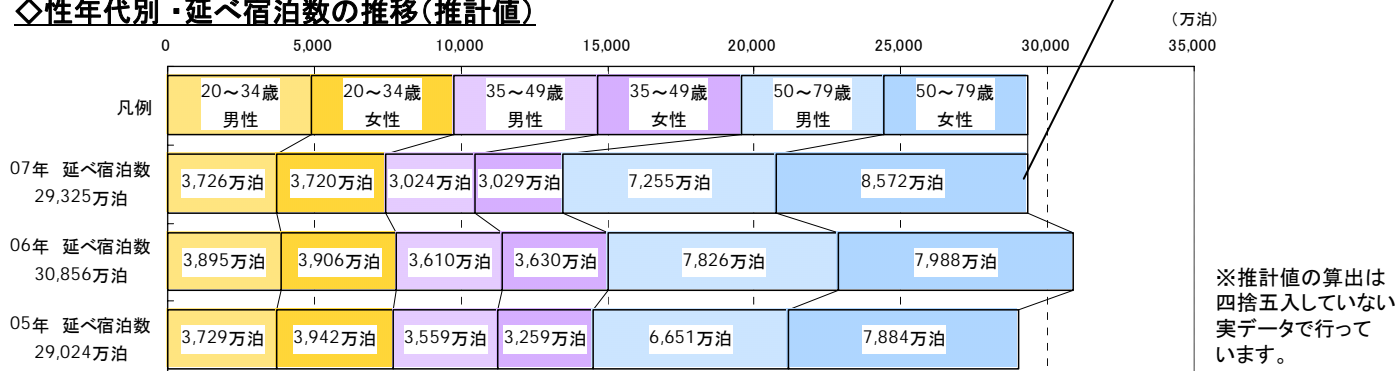 ◇性年代別・延べ宿泊数の推移(推計値)
(万泊)
0 5,000 10,000 15,000 20,000 25,000 30,000 35,000
凡例
20～34歳 男性
20～34歳 女性
35～49歳 男性
35～49歳 女性
50～79歳 男性
50～79歳 女性
07年 延べ宿泊数
29,325万泊
3,726万泊 3,720万泊 3,024万泊 3,029万泊 7,255万泊 8,572万泊
06年 延べ宿泊数
30,856万泊
3,895万泊 3,906万泊 3,610万泊 3,630万泊 7,826万泊 7,988万泊
05年 延べ宿泊数
29,024万泊
3,729万泊 3,942万泊 3,559万泊 3,259万泊 6,651万泊 7,884万泊
※推計値の算出は
四捨五入していない
実データで行って
います。